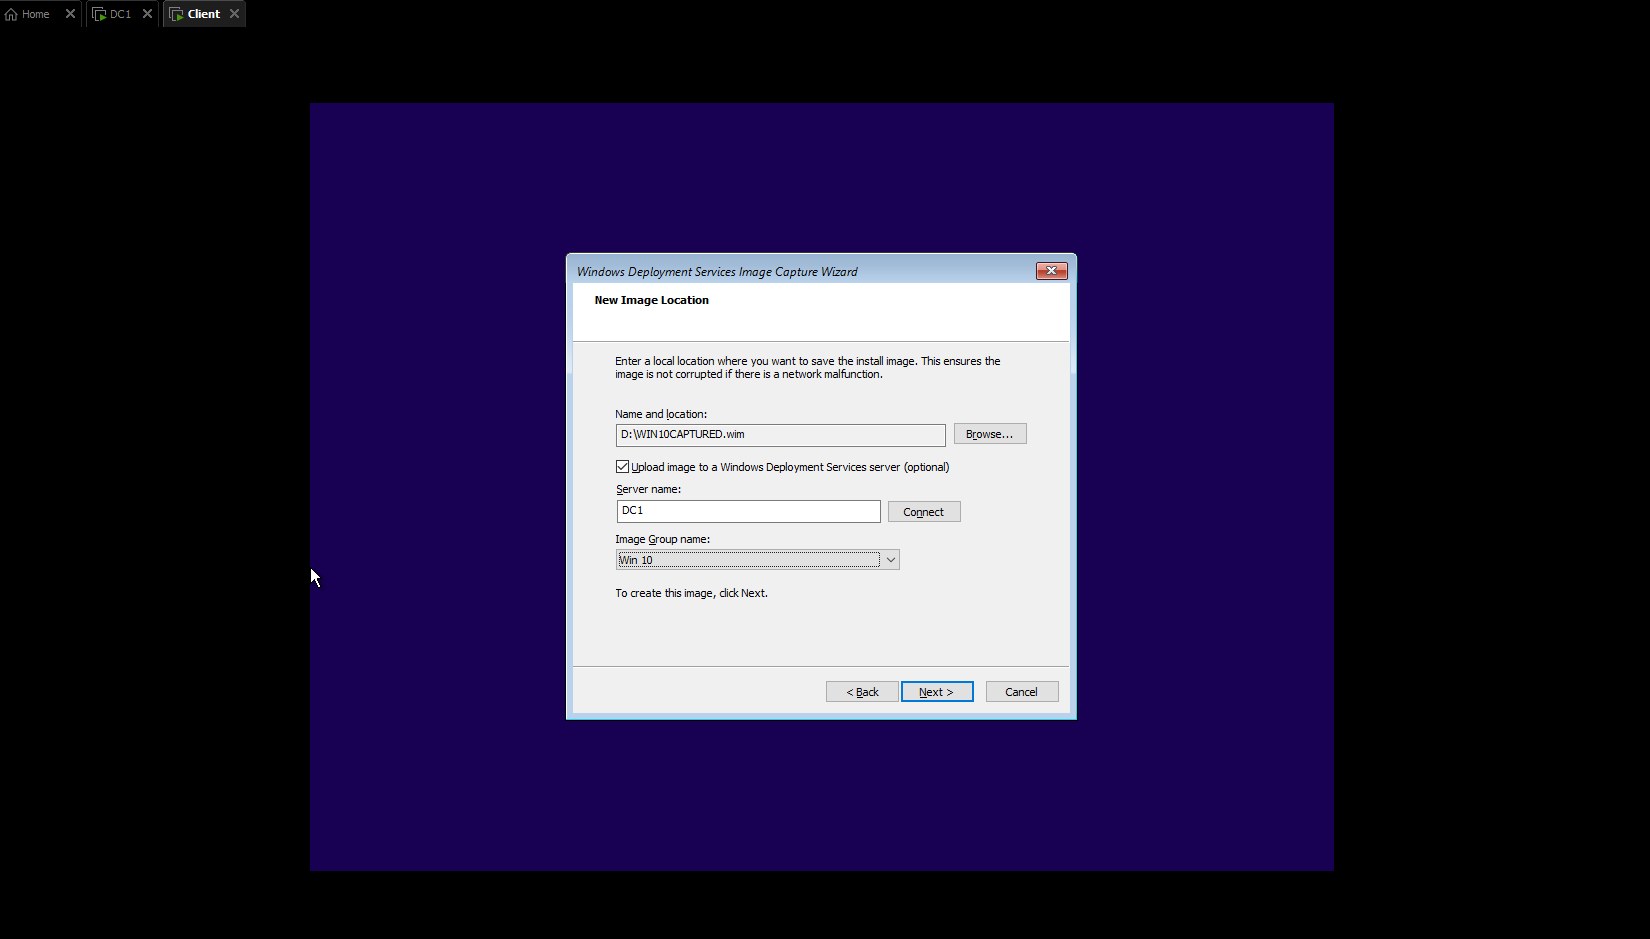 Home
DC1
Client
Windows Deployment Services Image Capture Wizard
New Image Location
Enter a local location where you want to save the install image. This ensures the
image is not corrupted if there is a network malfunction.
Name and location:
D:\WIN10CAPTURED.wim
Browse...
Upload image to a Windows Deployment Services server (optional)
Server name:
DC1
Connect
Image Group name:
Win 10
To create this image, click Next.
< Back
Next >
Cancel